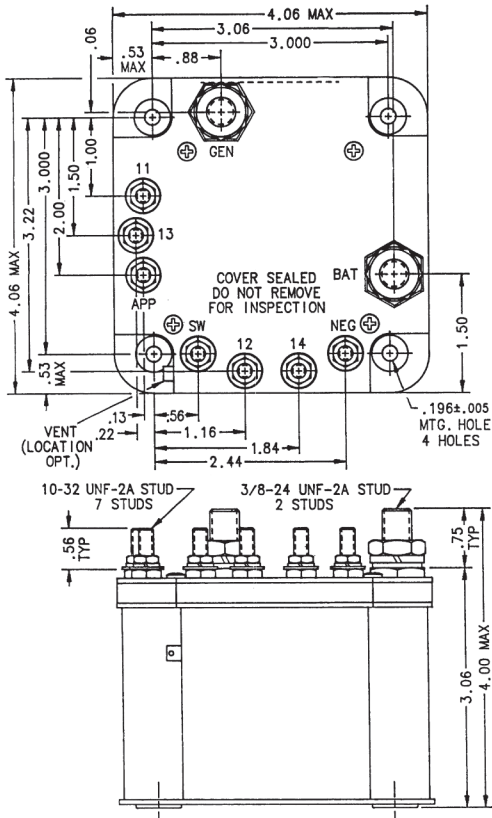 4.06 MAX
3.06
3.000
.06
.53
MAX
.88
GEN
11
13
APP
1.00
1.50
2.00
3.000
3.22
4.06 MAX
.53
MAX
COVER SEALED
DO NOT REMOVE
FOR INSPECTION
BAT
SW
12
14
NEG
1.50
VENT
(LOCATION
OPT.)
.13
.22
.56
1.16
1.84
2.44
.196±.005
MTG. HOLE
4 HOLES
10-32 UNF-2A STUD
7 STUDS
3/8-24 UNF-2A STUD
2 STUDS
.56
TYP
.75
TYP
3.06
4.00 MAX